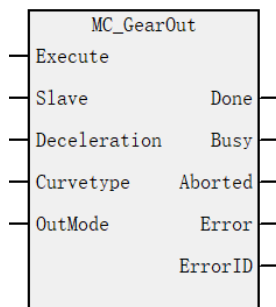 MC_GearOut
Execute
Slave Done
Deceleration Busy
Curvetype Aborted
OutMode Error
ErrorID